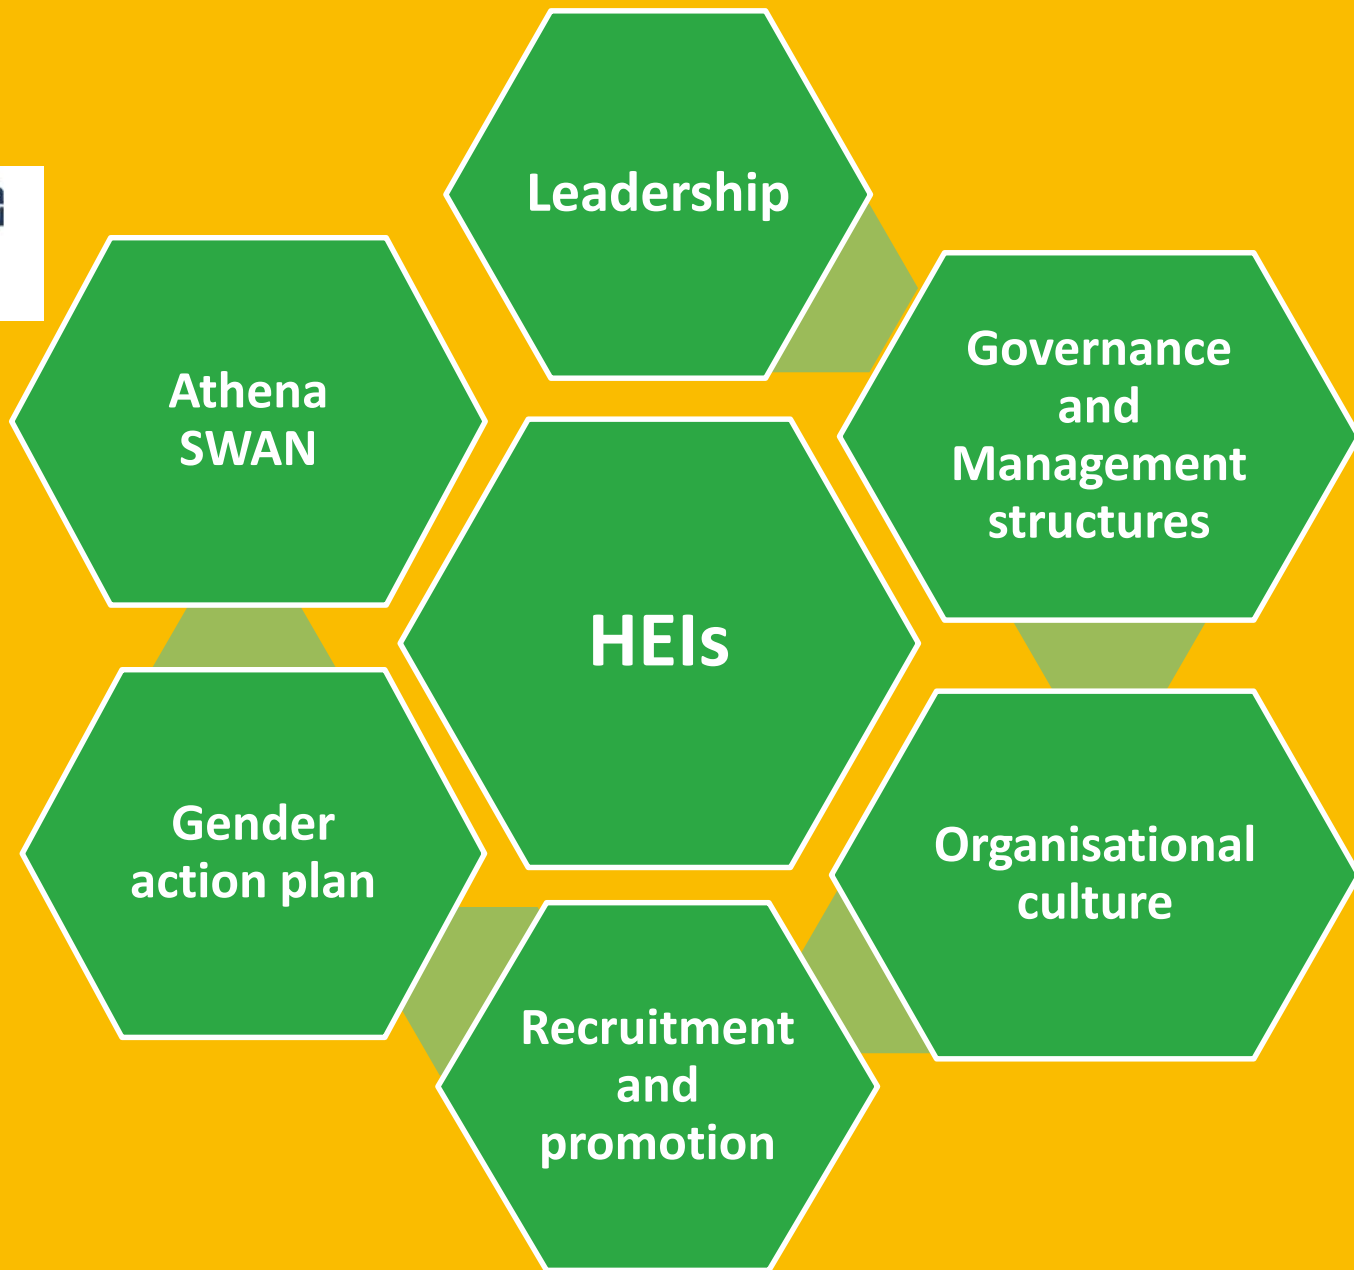 Leadership
Governance
and
Management
structures
Athena
SWAN
HEIs
Organisational
culture
Gender
action plan
Recruitment
and
promotion